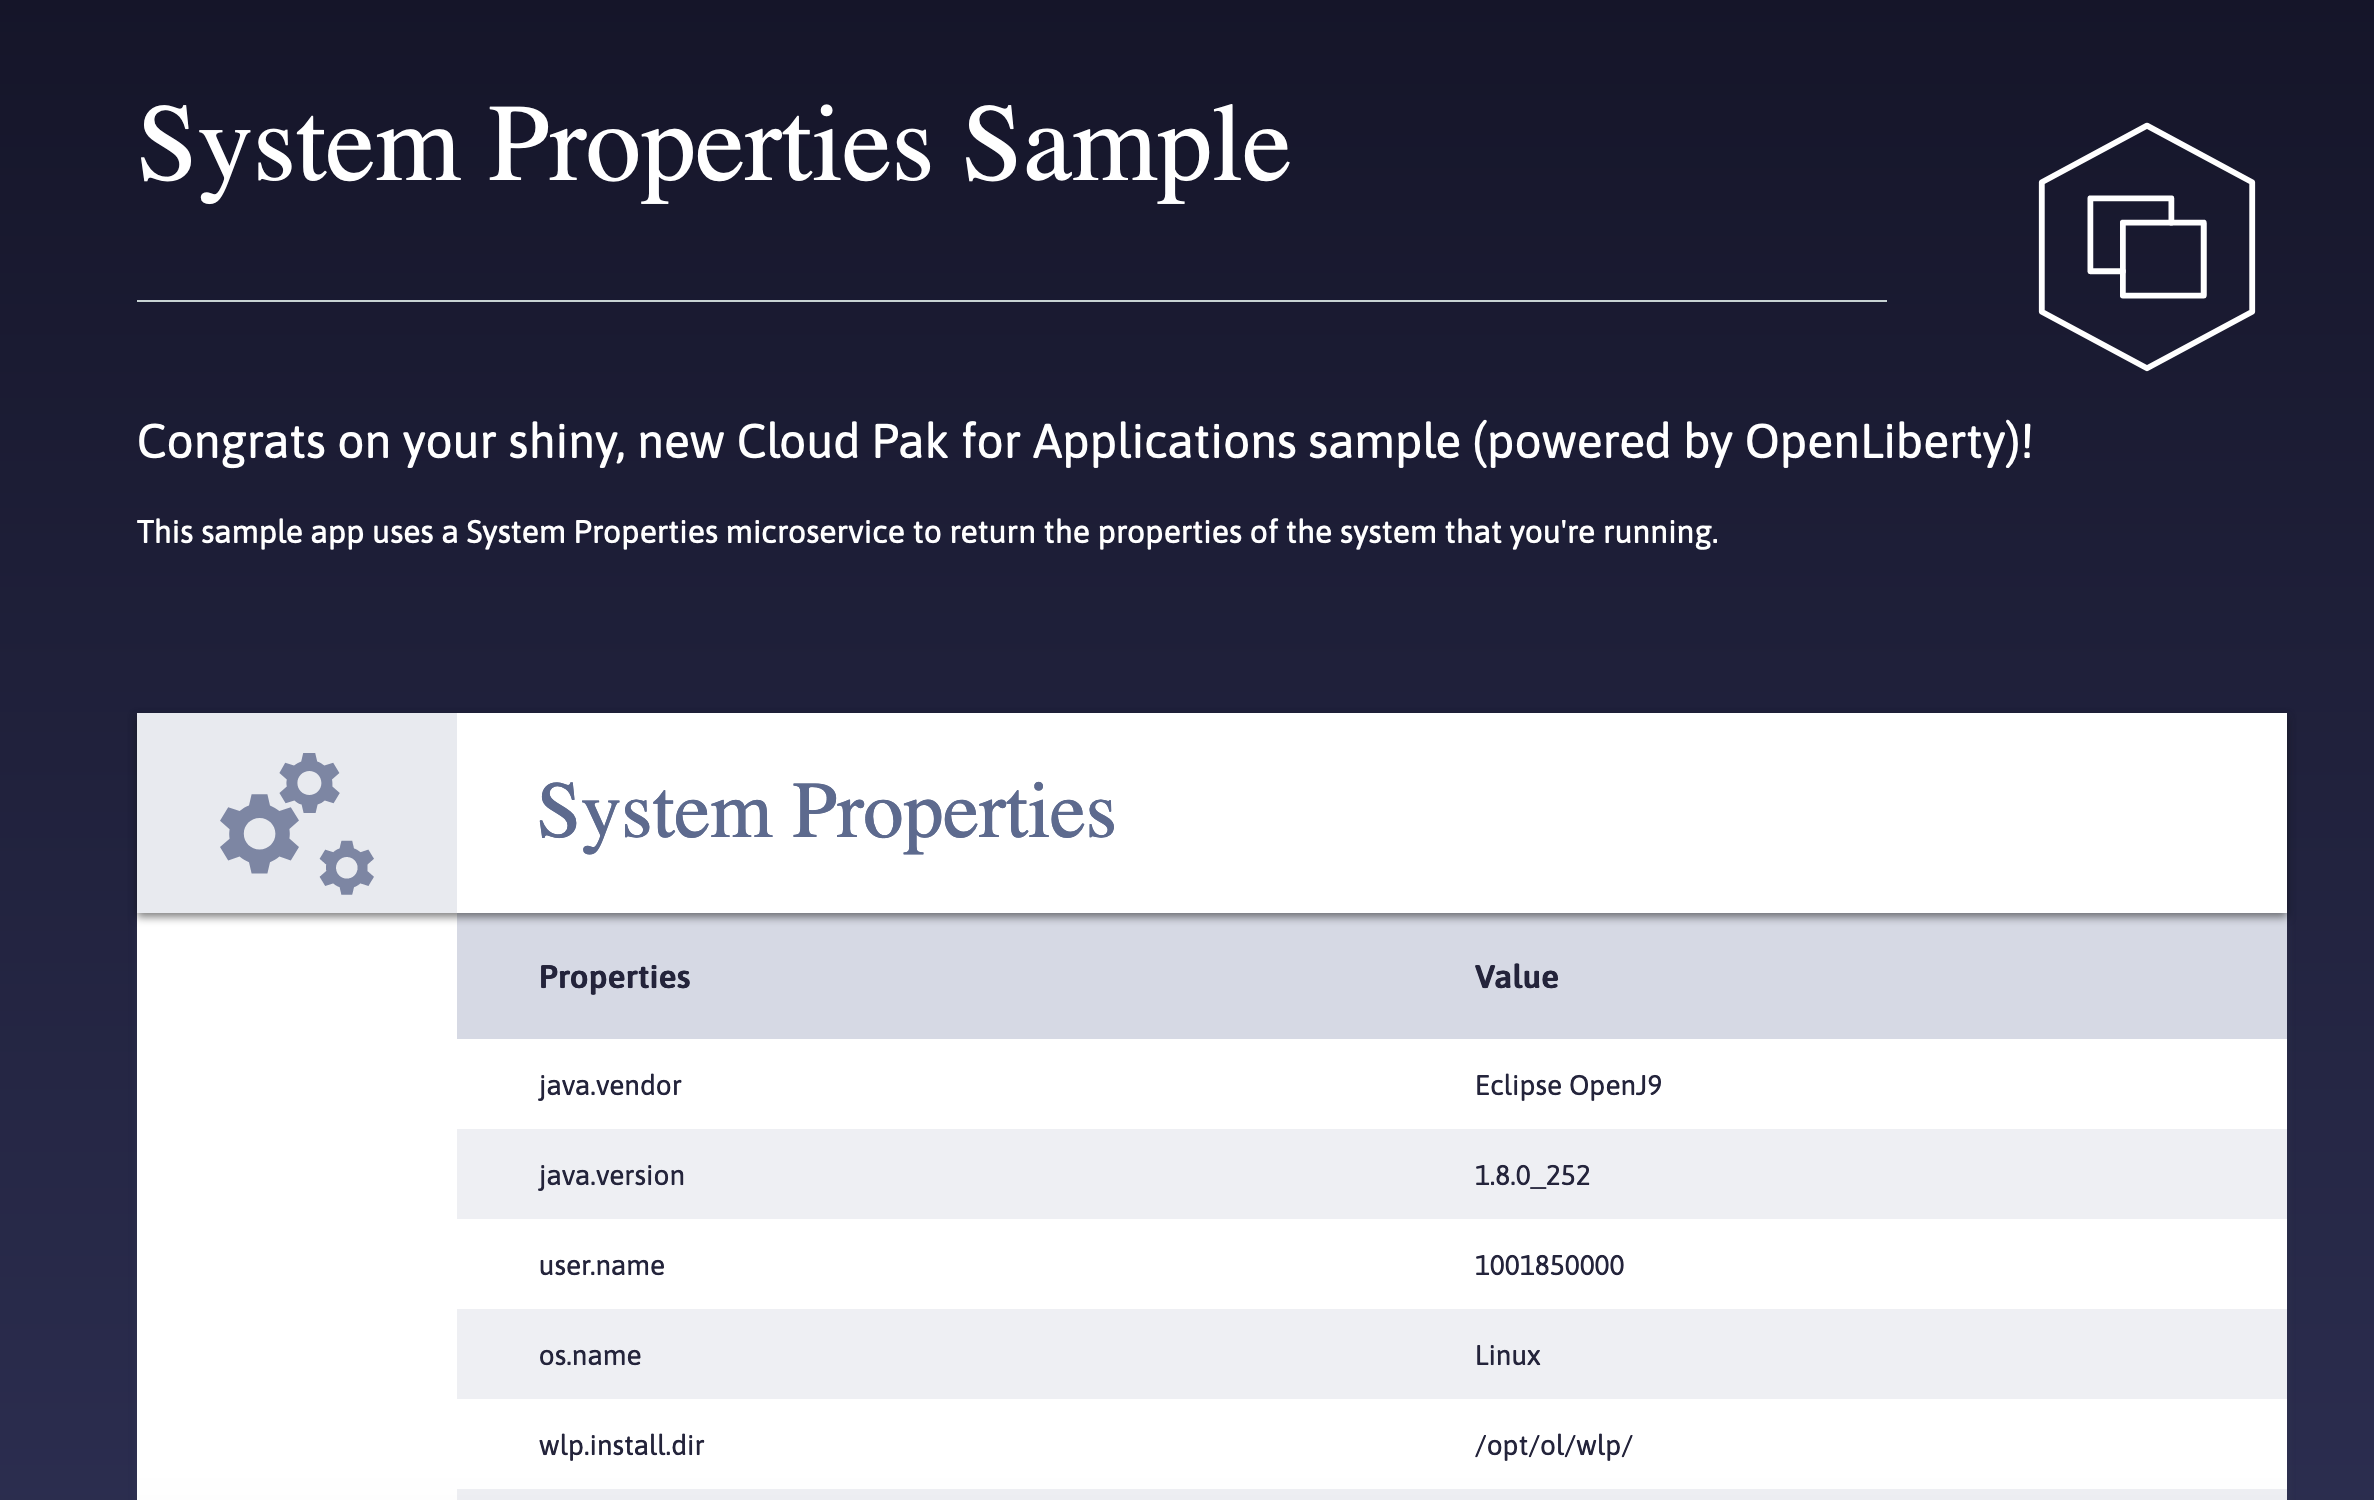 System Properties Sample
Congrats on your shiny, new Cloud Pak for Applications sample (powered by OpenLiberty)!
This sample app uses a System Properties microservice to return the properties of the system that you're running.
System Properties
Properties Value
java.vendor Eclipse OpenJ9
java.version 1.8.0_252
user.name 1001850000
os.name Linux
wlp.install.dir /opt/ol/wlp/